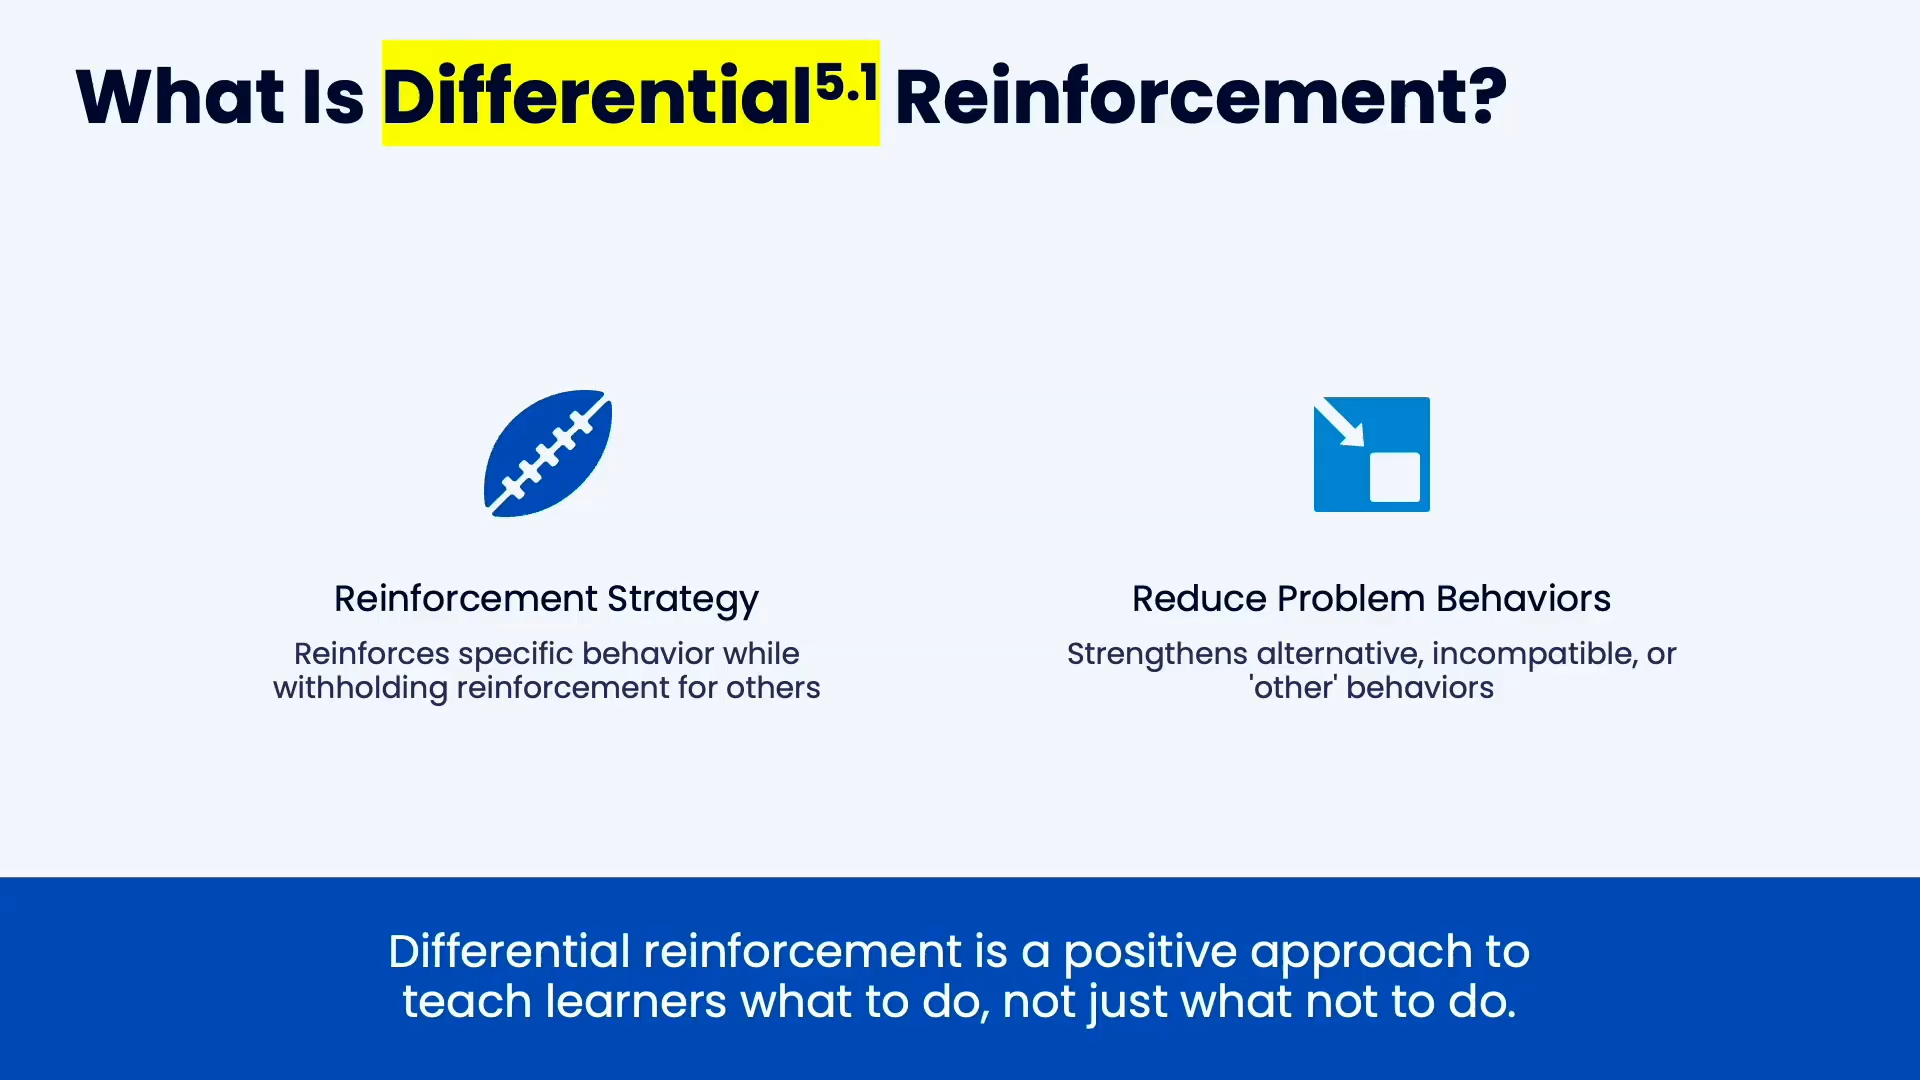 What Is Differential⁵·¹ Reinforcement?
Reinforcement Strategy
Reinforces specific behavior while
withholding reinforcement for others
Reduce Problem Behaviors
Strengthens alternative, incompatible, or
'other' behaviors
Differential reinforcement is a positive approach to
teach learners what to do, not just what not to do.